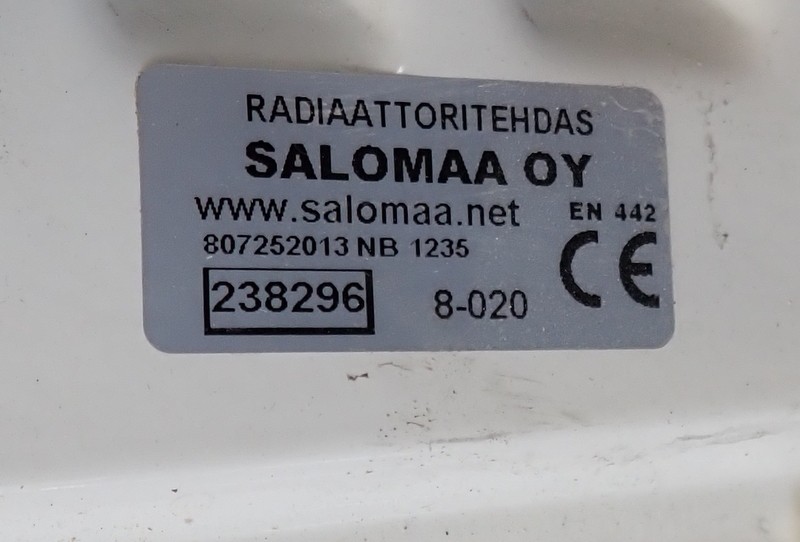 RADIAATTORITEHDAS
SALOMAA OY
www.salomaa.net
EN 442
807252013 NB 1235
CE
238296
8-020